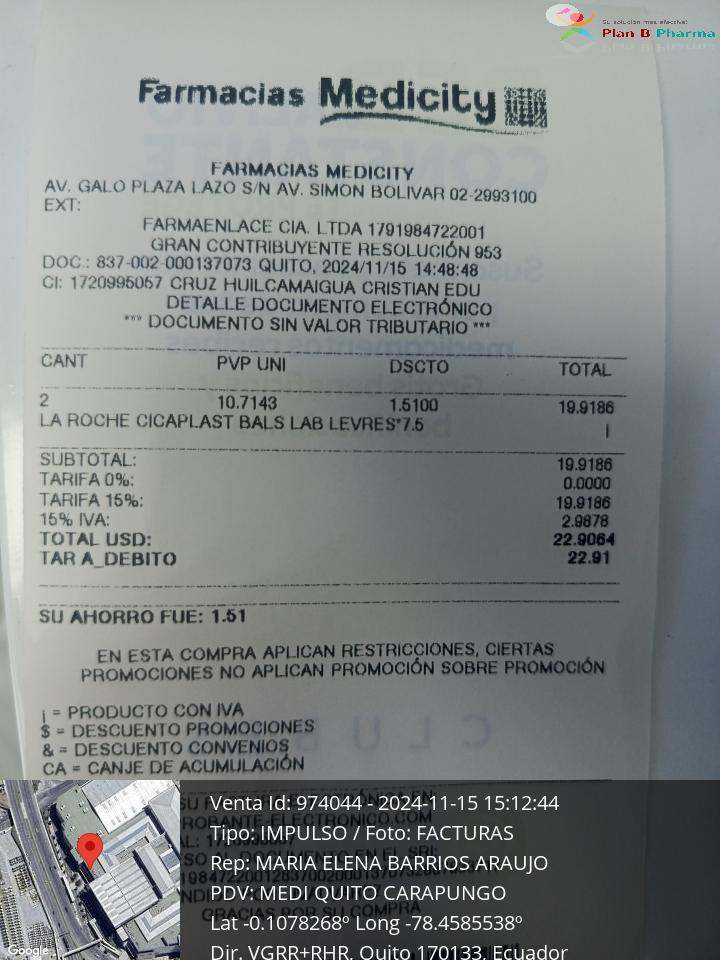 Su solución más efectiva!
Plan B Pharma
Farmacias Medicity
FARMACIAS MEDICITY
AV. GALO PLAZA LAZO S/N AV. SIMON BOLIVAR 02-2993100
EXT:
FARMAENLACE CIA. LTDA 1791984722001
GRAN CONTRIBUYENTE RESOLUCIÓN 953
DOC.: 837-002-000137073 QUITO, 2024/11/15 14:48:48
CI: 1720995057 CRUZ HUILCAMAIGUA CRISTIAN EDU
DETALLE DOCUMENTO ELECTRÓNICO
*** DOCUMENTO SIN VALOR TRIBUTARIO ***
CANT PVP UNI DSCTO TOTAL
2 10.7143 1.5100 19.9186
LA ROCHE CICAPLAST BALS LAB LEVRES*7.5 ¡
SUBTOTAL: 19.9186
TARIFA 0%: 0.0000
TARIFA 15%: 19.9186
15% IVA: 2.9878
TOTAL USD: 22.9064
TAR A_DEBITO 22.91
SU AHORRO FUE: 1.51
EN ESTA COMPRA APLICAN RESTRICCIONES, CIERTAS
PROMOCIONES NO APLICAN PROMOCIÓN SOBRE PROMOCIÓN
¡ = PRODUCTO CON IVA
$ = DESCUENTO PROMOCIONES
& = DESCUENTO CONVENIOS
CA = CANJE DE ACUMULACIÓN
Venta Id: 974044 - 2024-11-15 15:12:44
Tipo: IMPULSO / Foto: FACTURAS
Rep: MARIA ELENA BARRIOS ARAUJO
PDV: MEDI QUITO CARAPUNGO
GRACIAS POR SU COMPRA
Lat -0.1078268º Long -78.4585538º
Dir. VGRR+RHR, Quito 170133, Ecuador
Google